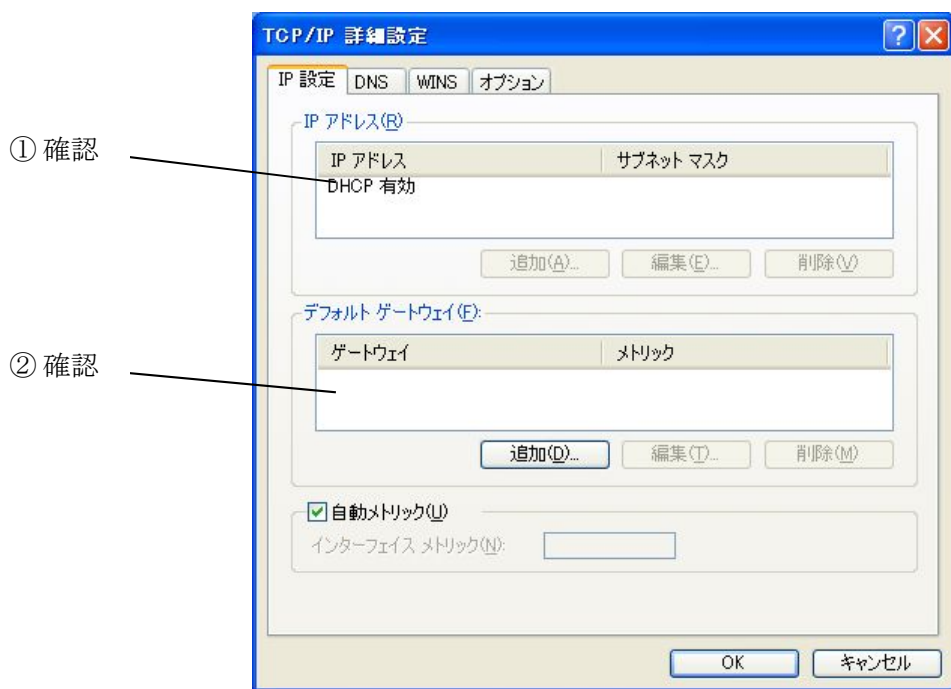 TCP/IP 詳細設定
IP 設定 DNS WINS オプション
IP アドレス(R)
① 確認
IP アドレス サブネット マスク
DHCP 有効
追加(A)... 編集(E)... 削除(V)
デフォルト ゲートウェイ(F):
② 確認
ゲートウェイ メトリック
追加(D)... 編集(T)... 削除(M)
自動メトリック(U)
インターフェイス メトリック(N):
OK キャンセル